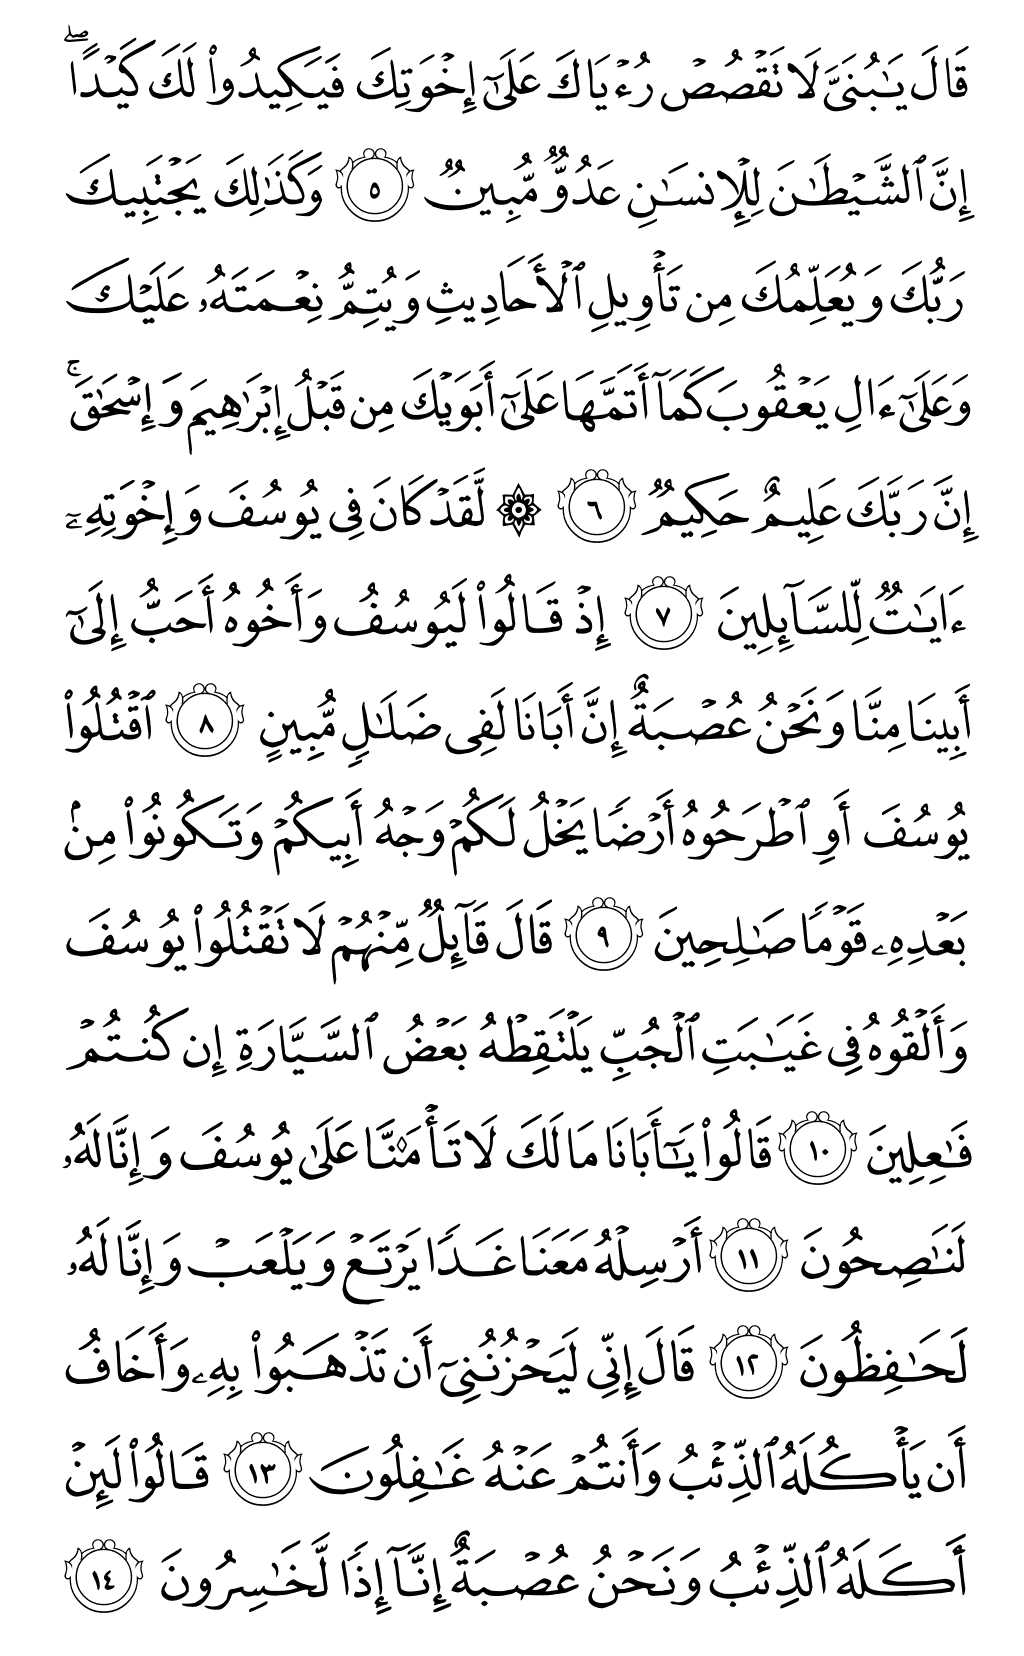 قَالَ يَـٰبُنَىَّ لَا تَقۡصُصۡ رُءۡيَاكَ عَلَىٰٓ إِخۡوَتِكَ فَيَكِيدُواْ لَكَ كَيۡدًاۖ
إِنَّ ٱلشَّيۡطَـٰنَ لِلۡإِنسَـٰنِ عَدُوٌّ مُّبِينٌ ٥ وَكَذَٰلِكَ يَجۡتَبِيكَ
رَبُّكَ وَيُعَلِّمُكَ مِن تَأۡوِيلِ ٱلۡأَحَادِيثِ وَيُتِمُّ نِعۡمَتَهُۥ عَلَيۡكَ
وَعَلَىٰٓ ءَالِ يَعۡقُوبَ كَمَآ أَتَمَّهَا عَلَىٰٓ أَبَوَيۡكَ مِن قَبۡلُ إِبۡرَٰهِيمَ وَإِسۡحَـٰقَۚ
إِنَّ رَبَّكَ عَلِيمٌ حَكِيمٌ ٦ ۞ لَّقَدۡ كَانَ فِى يُوسُفَ وَإِخۡوَتِهِۦٓ
ءَايَـٰتٌ لِّلسَّآئِلِينَ ٧ إِذۡ قَالُواْ لَيُوسُفُ وَأَخُوهُ أَحَبُّ إِلَىٰٓ
أَبِينَا مِنَّا وَنَحۡنُ عُصۡبَةٌ إِنَّ أَبَانَا لَفِى ضَلَـٰلٍ مُّبِينٍ ٨ ٱقۡتُلُواْ
يُوسُفَ أَوِ ٱطۡرَحُوهُ أَرۡضًا يَخۡلُ لَكُمۡ وَجۡهُ أَبِيكُمۡ وَتَكُونُواْ مِنۢ
بَعۡدِهِۦ قَوۡمًا صَـٰلِحِينَ ٩ قَالَ قَآئِلٌ مِّنۡهُمۡ لَا تَقۡتُلُواْ يُوسُفَ
وَأَلۡقُوهُ فِى غَيَـٰبَتِ ٱلۡجُبِّ يَلۡتَقِطۡهُ بَعۡضُ ٱلسَّيَّارَةِ إِن كُنتُمۡ
فَـٰعِلِينَ ١٠ قَالُواْ يَـٰٓأَبَانَا مَا لَكَ لَا تَأۡمَ۬نَّا عَلَىٰ يُوسُفَ وَإِنَّا لَهُۥ
لَنَـٰصِحُونَ ١١ أَرۡسِلۡهُ مَعَنَا غَدًا يَرۡتَعۡ وَيَلۡعَبۡ وَإِنَّا لَهُۥ
لَحَـٰفِظُونَ ١٢ قَالَ إِنِّى لَيَحۡزُنُنِىٓ أَن تَذۡهَبُواْ بِهِۦ وَأَخَافُ
أَن يَأۡكُلَهُ ٱلذِّئۡبُ وَأَنتُمۡ عَنۡهُ غَـٰفِلُونَ ١٣ قَالُواْ لَئِنۡ
أَكَلَهُ ٱلذِّئۡبُ وَنَحۡنُ عُصۡبَةٌ إِنَّآ إِذًا لَّخَـٰسِرُونَ ١٤